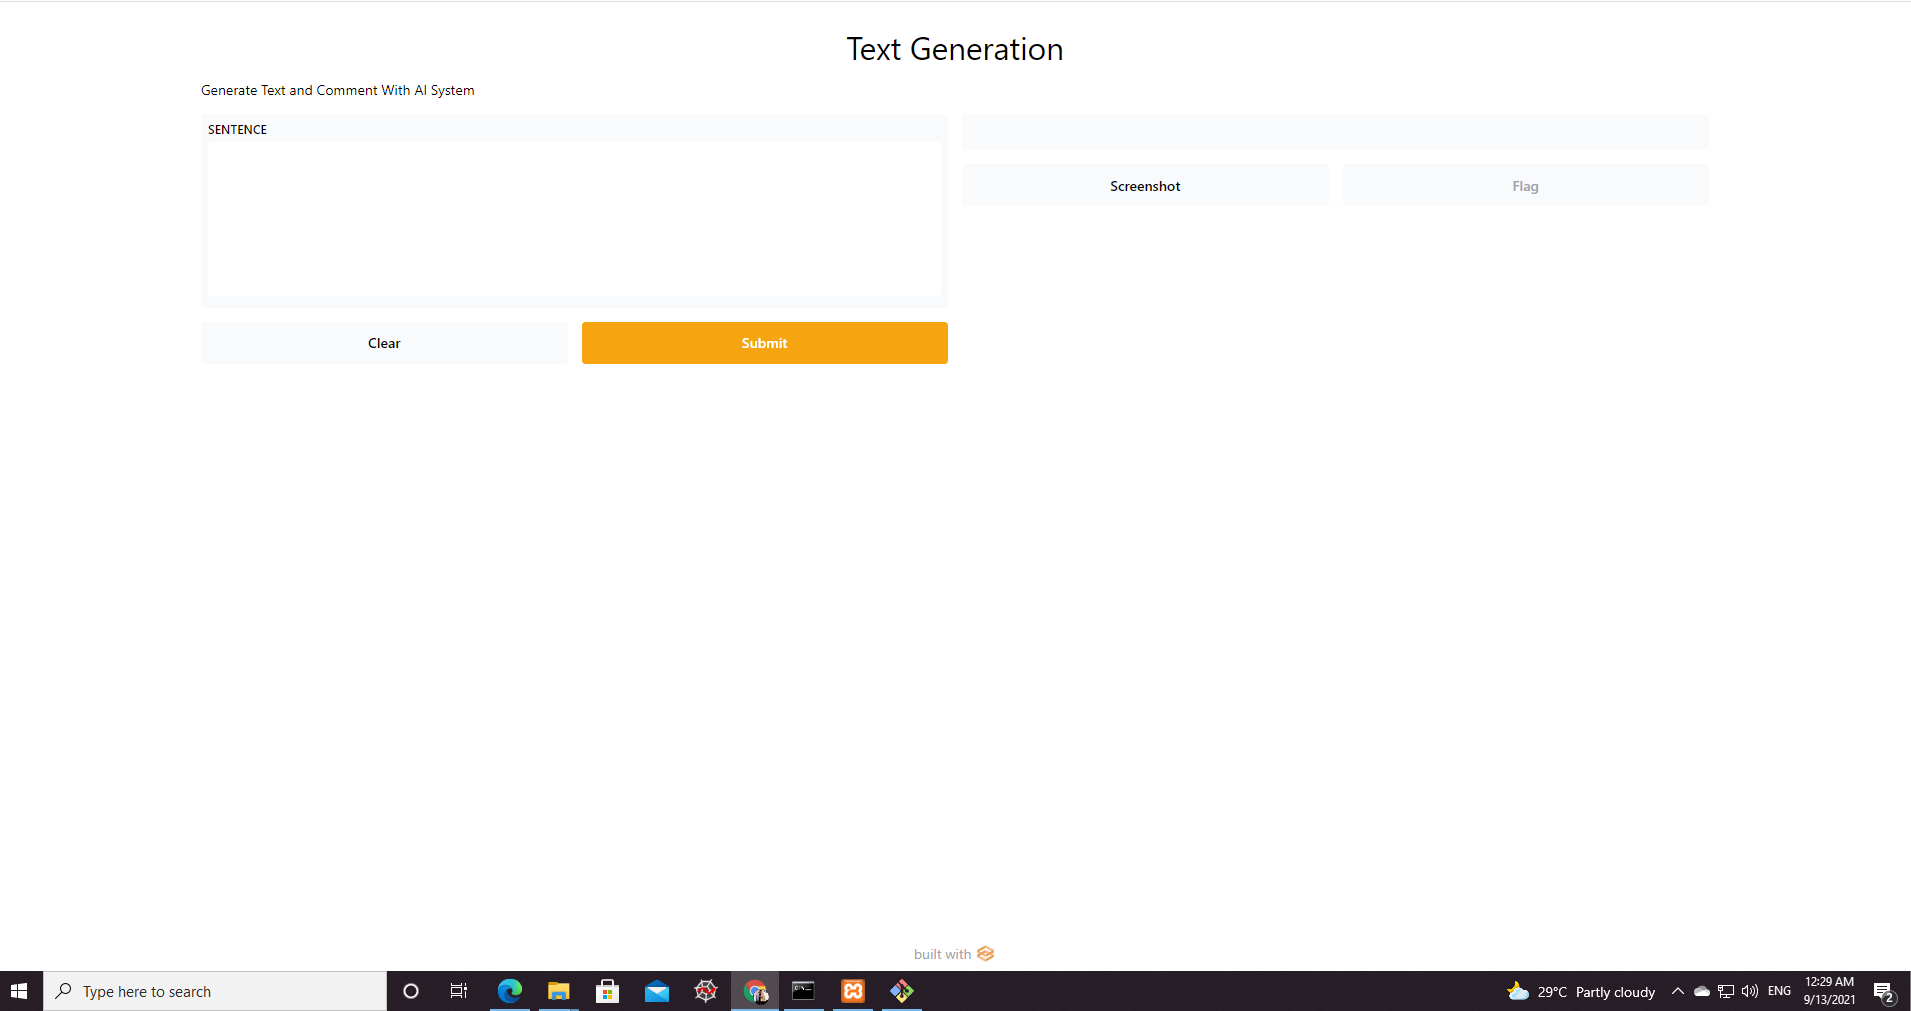 Text Generation
Generate Text and Comment With AI System
SENTENCE
Screenshot
Flag
Clear
Submit
built with
Type here to search
29°C Partly cloudy
ENG
12:29 AM
9/13/2021
2